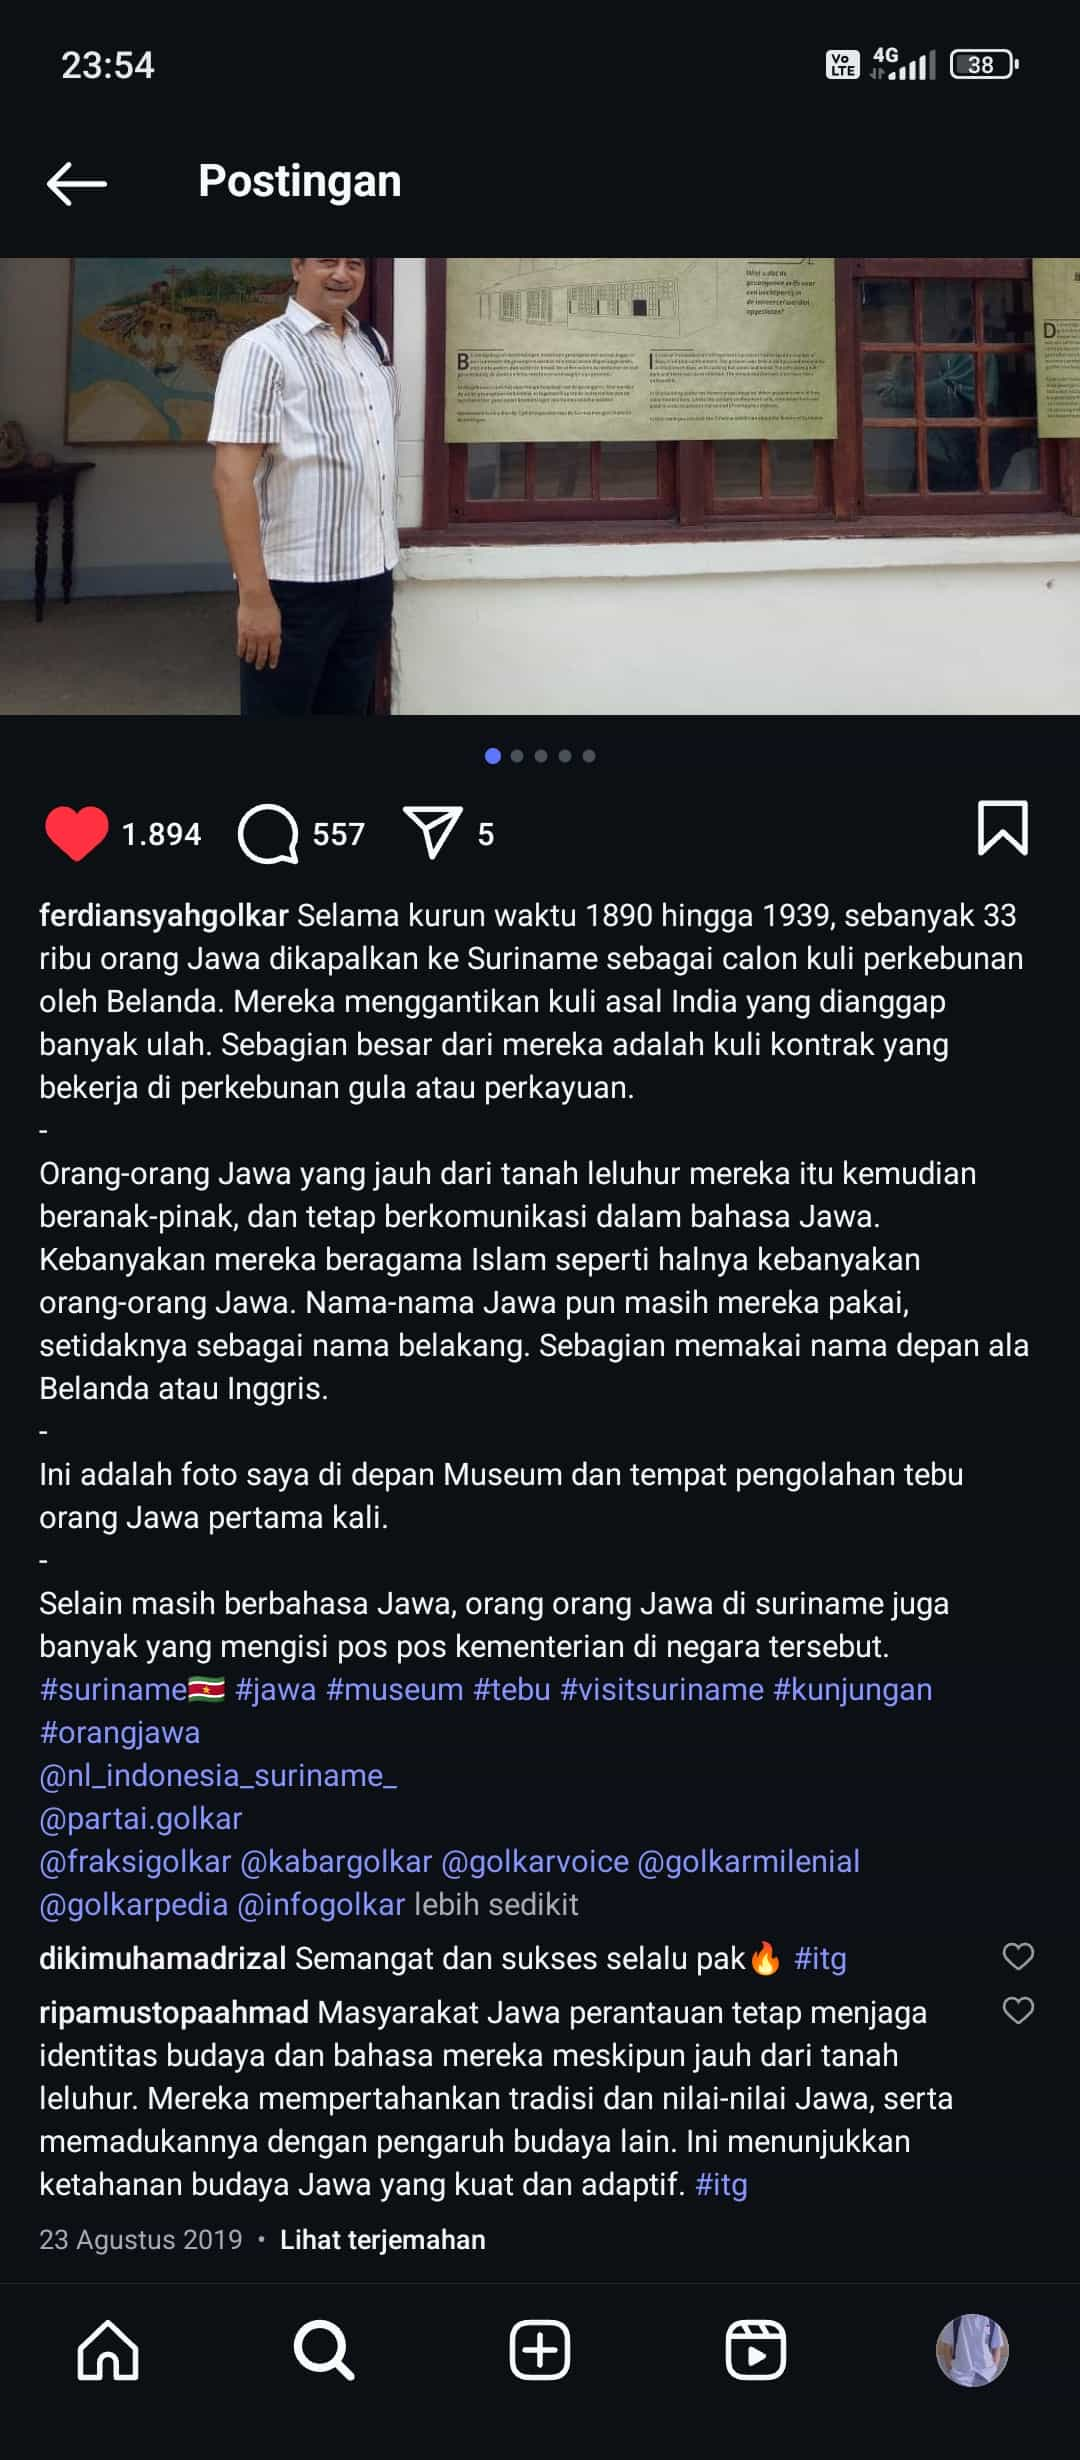 23:54
Vo LTE 4G 38
Postingan
1.894 557 5
ferdiansyahgolkar Selama kurun waktu 1890 hingga 1939, sebanyak 33
ribu orang Jawa dikapalkan ke Suriname sebagai calon kuli perkebunan
oleh Belanda. Mereka menggantikan kuli asal India yang dianggap
banyak ulah. Sebagian besar dari mereka adalah kuli kontrak yang
bekerja di perkebunan gula atau perkayuan.
-
Orang-orang Jawa yang jauh dari tanah leluhur mereka itu kemudian
beranak-pinak, dan tetap berkomunikasi dalam bahasa Jawa.
Kebanyakan mereka beragama Islam seperti halnya kebanyakan
orang-orang Jawa. Nama-nama Jawa pun masih mereka pakai,
setidaknya sebagai nama belakang. Sebagian memakai nama depan ala
Belanda atau Inggris.
-
Ini adalah foto saya di depan Museum dan tempat pengolahan tebu
orang Jawa pertama kali.
-
Selain masih berbahasa Jawa, orang orang Jawa di suriname juga
banyak yang mengisi pos pos kementerian di negara tersebut.
#suriname🇸🇷 #jawa #museum #tebu #visitsuriname #kunjungan
#orangjawa
@nl_indonesia_suriname_
@partai.golkar
@fraksigolkar @kabargolkar @golkarvoice @golkarmilenial
@golkarpedia @infogolkar lebih sedikit
dikimuhamadrizal Semangat dan sukses selalu pak🔥 #itg
ripamustopaahmad Masyarakat Jawa perantauan tetap menjaga
identitas budaya dan bahasa mereka meskipun jauh dari tanah
leluhur. Mereka mempertahankan tradisi dan nilai-nilai Jawa, serta
memadukannya dengan pengaruh budaya lain. Ini menunjukkan
ketahanan budaya Jawa yang kuat dan adaptif. #itg
23 Agustus 2019 • Lihat terjemahan